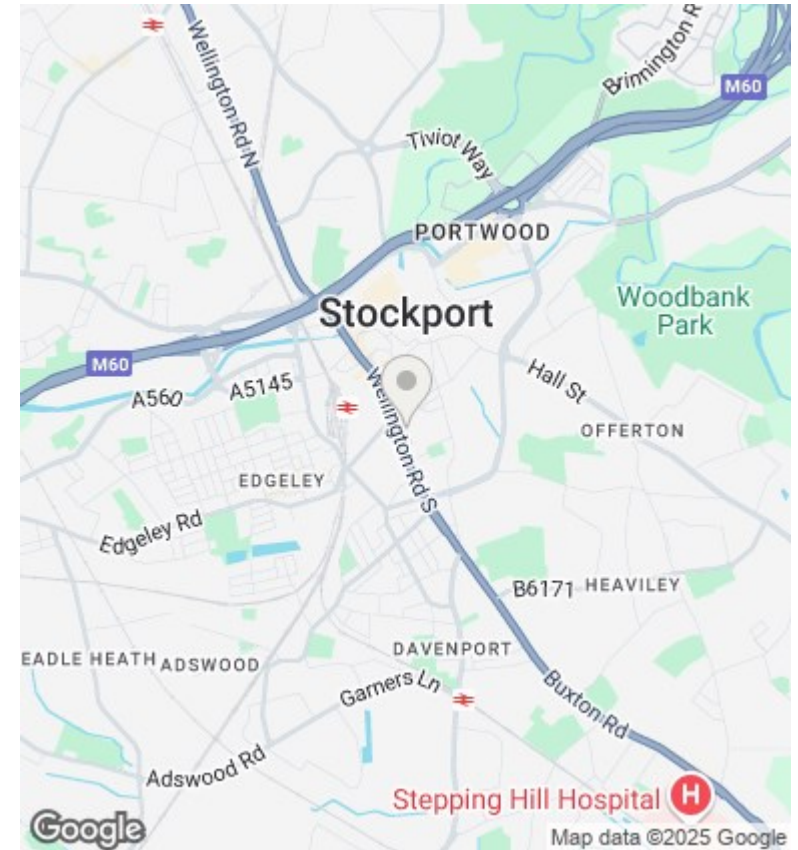 Wellington Rd N
Brinnington R
M60
Tiviot Way
PORTWOOD
Stockport
Woodbank
Park
M60
A560
A5145
Wellington Rd S
Hall St
OFFERTON
EDGELEY
Edgeley Rd
B6171
HEAVILEY
EADLE HEATH
ADSWOOD
DAVENPORT
Garners Ln
Buxton Rd
Adswood Rd
Stepping Hill Hospital
H
Google
Map data ©2025 Google